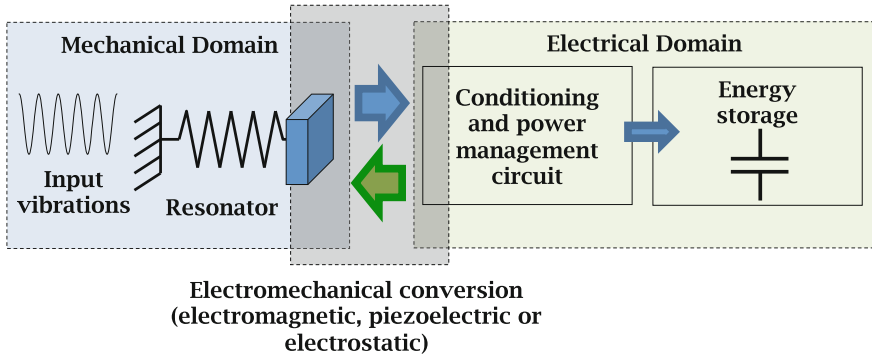 Mechanical Domain
Electrical Domain
Input
vibrations
Resonator
Conditioning
and power
management
circuit
Energy
storage
Electromechanical conversion
(electromagnetic, piezoelectric or
electrostatic)